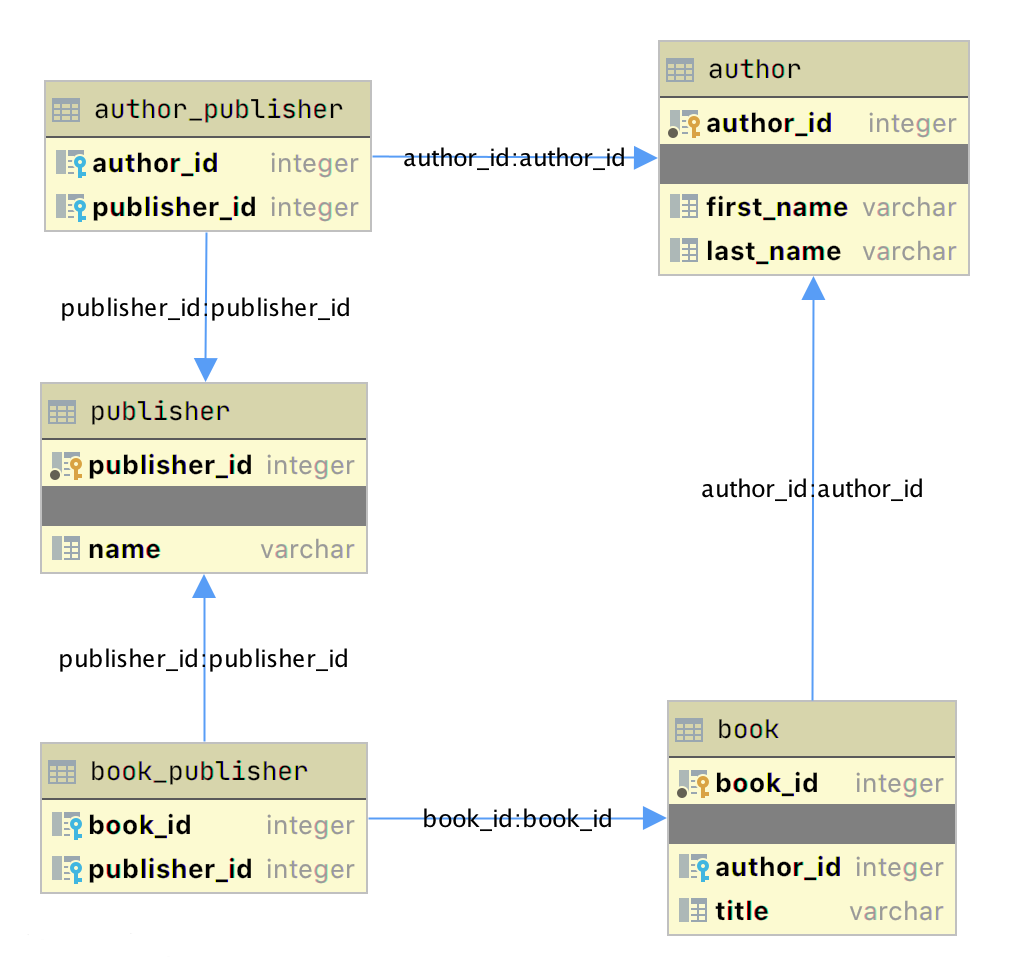 author_publisher
author_id integer
publisher_id integer
author_id:author_id
author
author_id integer
first_name varchar
last_name varchar
publisher_id:publisher_id
publisher
publisher_id integer
name varchar
author_id:author_id
publisher_id:publisher_id
book_publisher
book_id integer
publisher_id integer
book_id:book_id
book
book_id integer
author_id integer
title varchar